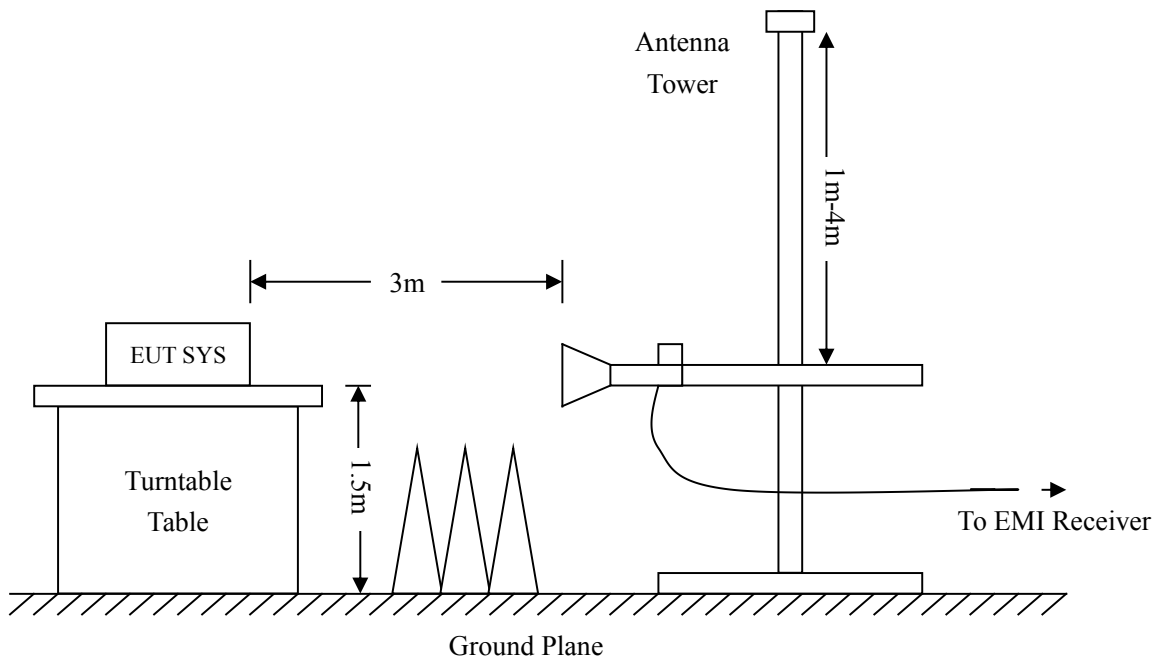 Antenna
Tower
1m-4m
3m
EUT SYS
1.5m
Turntable
Table
To EMI Receiver
Ground Plane